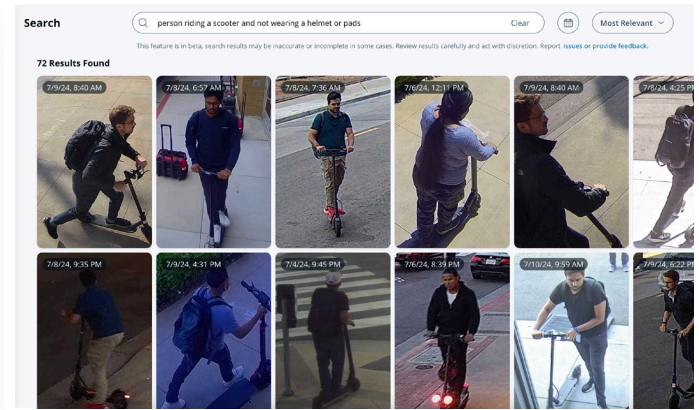 Search
person riding a scooter and not wearing a helmet or pads
Clear
Most Relevant
This feature is in beta, search results may be inaccurate or incomplete in some cases. Review results carefully and act with discretion. Report issues or provide feedback.
72 Results Found
7/9/24, 8:40 AM
7/8/24, 6:57 AM
7/8/24, 7:36 AM
7/6/24, 12:11 PM
7/9/24, 8:40 AM
7/8/24, 4:25 PM
7/8/24, 9:35 PM
7/9/24, 4:31 PM
7/4/24, 9:45 PM
7/6/24, 8:39 PM
7/10/24, 9:59 AM
7/9/24, 6:22 PM